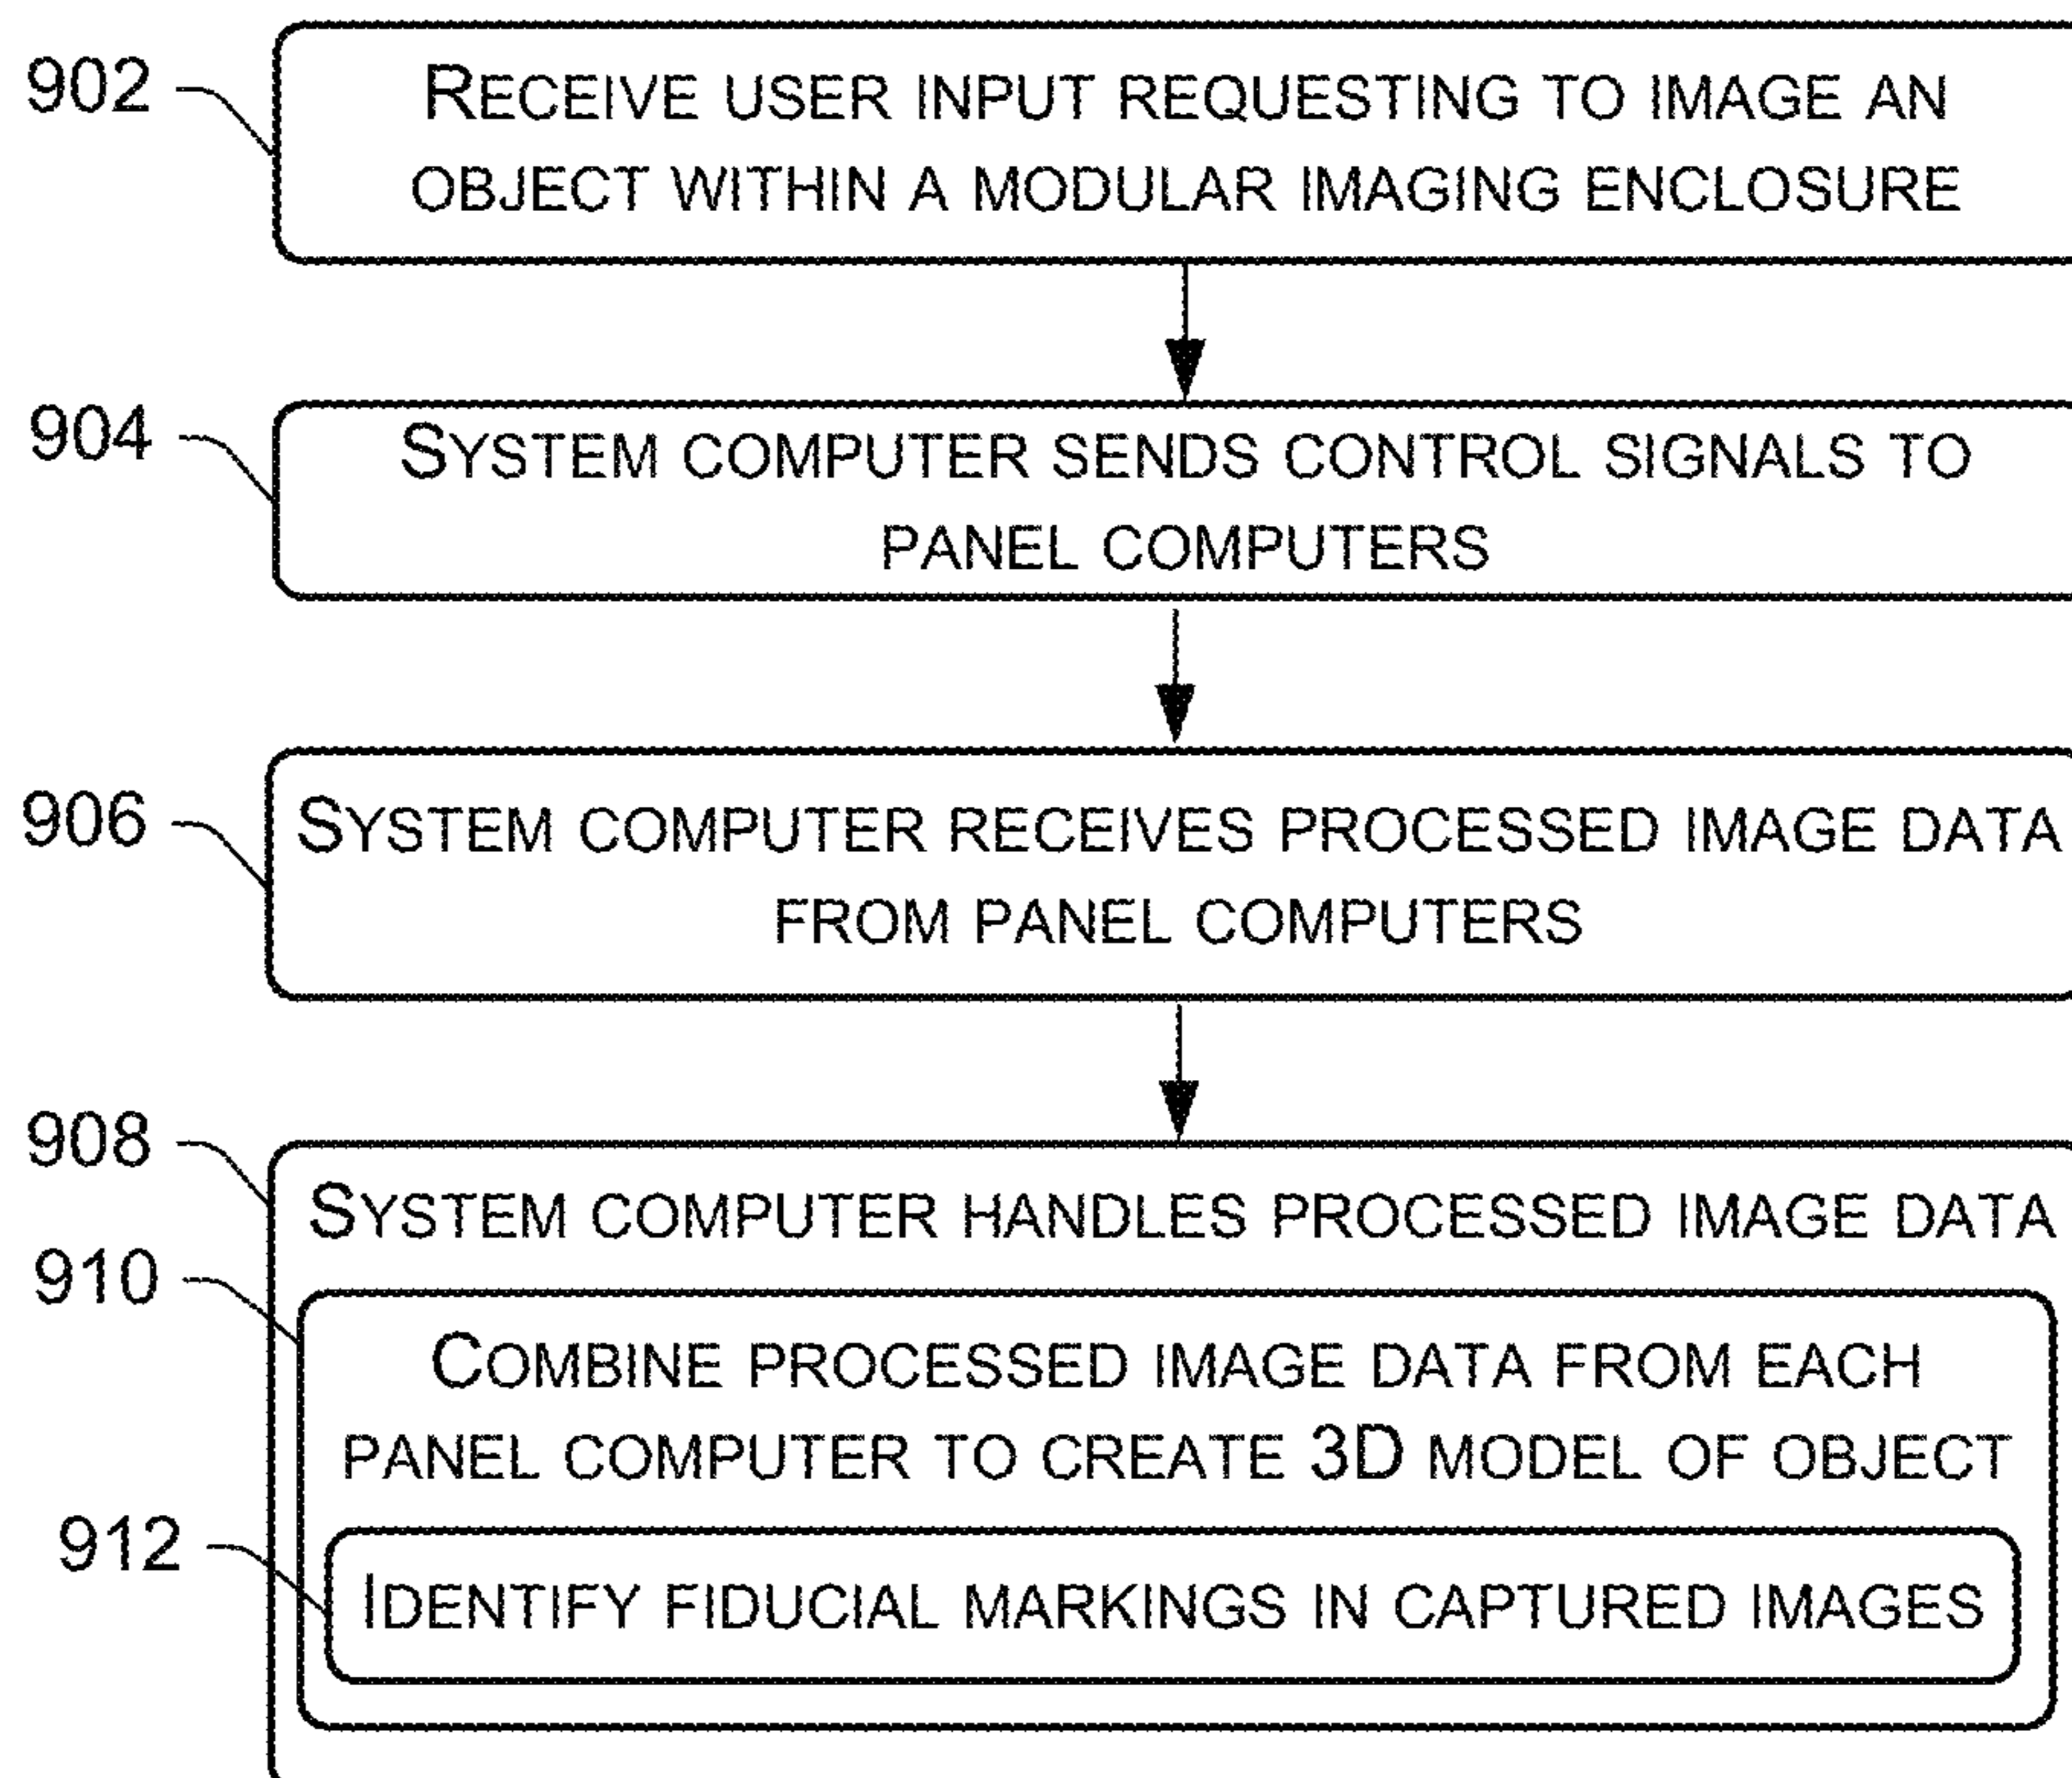 902
RECEIVE USER INPUT REQUESTING TO IMAGE AN
OBJECT WITHIN A MODULAR IMAGING ENCLOSURE
904
SYSTEM COMPUTER SENDS CONTROL SIGNALS TO
PANEL COMPUTERS
906
SYSTEM COMPUTER RECEIVES PROCESSED IMAGE DATA
FROM PANEL COMPUTERS
908
SYSTEM COMPUTER HANDLES PROCESSED IMAGE DATA
910
COMBINE PROCESSED IMAGE DATA FROM EACH
PANEL COMPUTER TO CREATE 3D MODEL OF OBJECT
912
IDENTIFY FIDUCIAL MARKINGS IN CAPTURED IMAGES